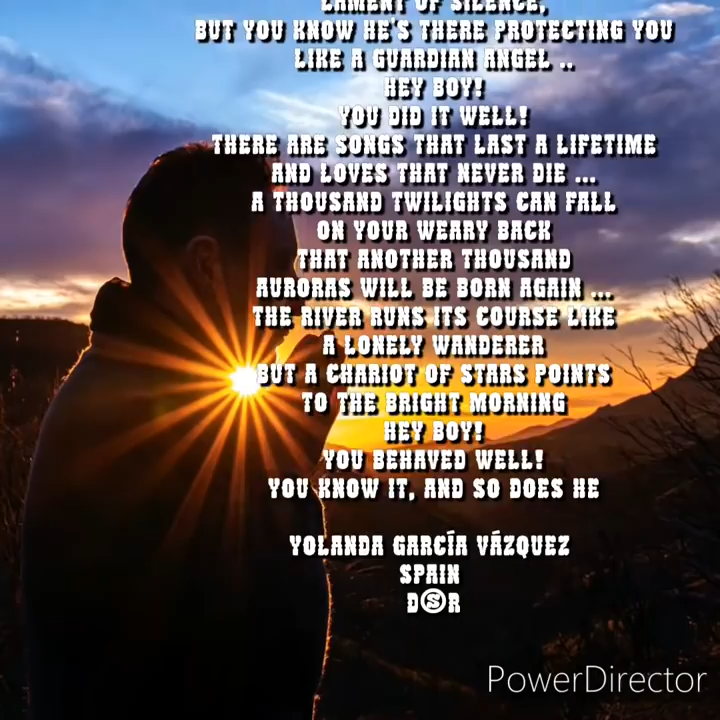 LAMENT OF SILENCE,
BUT YOU KNOW HE'S THERE PROTECTING YOU
LIKE A GUARDIAN ANGEL ..
HEY BOY!
YOU DID IT WELL!
THERE ARE SONGS THAT LAST A LIFETIME
AND LOVES THAT NEVER DIE ...
A THOUSAND TWILIGHTS CAN FALL
ON YOUR WEARY BACK
THAT ANOTHER THOUSAND
AURORAS WILL BE BORN AGAIN ...
THE RIVER RUNS ITS COURSE LIKE
A LONELY WANDERER
BUT A CHARIOT OF STARS POINTS
TO THE BRIGHT MORNING
HEY BOY!
YOU BEHAVED WELL!
YOU KNOW IT, AND SO DOES HE
YOLANDA GARCÍA VÁZQUEZ
SPAIN
DⓈR
PowerDirector